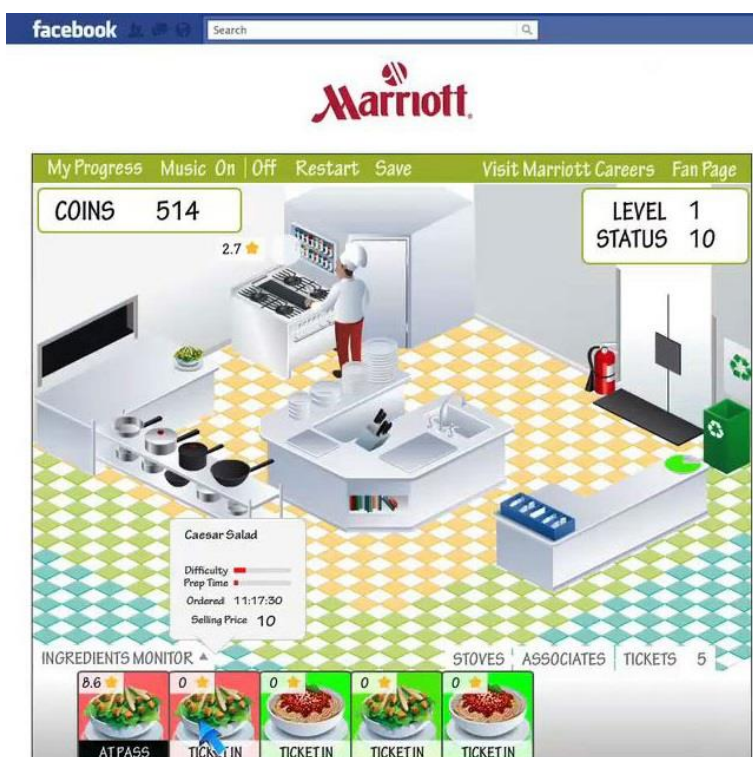 facebook
Search
Marriott
My Progress Music On | Off Restart Save Visit Marriott Careers Fan Page
COINS 514
LEVEL 1
STATUS 10
2.7
Caesar Salad
Difficulty
Prep Time
Ordered 11:17:30
Selling Price 10
INGREDIENTS MONITOR
STOVES | ASSOCIATES | TICKETS 5
8.6 0 0 0 0
AT PASS TICKET IN TICKET IN TICKET IN TICKET IN